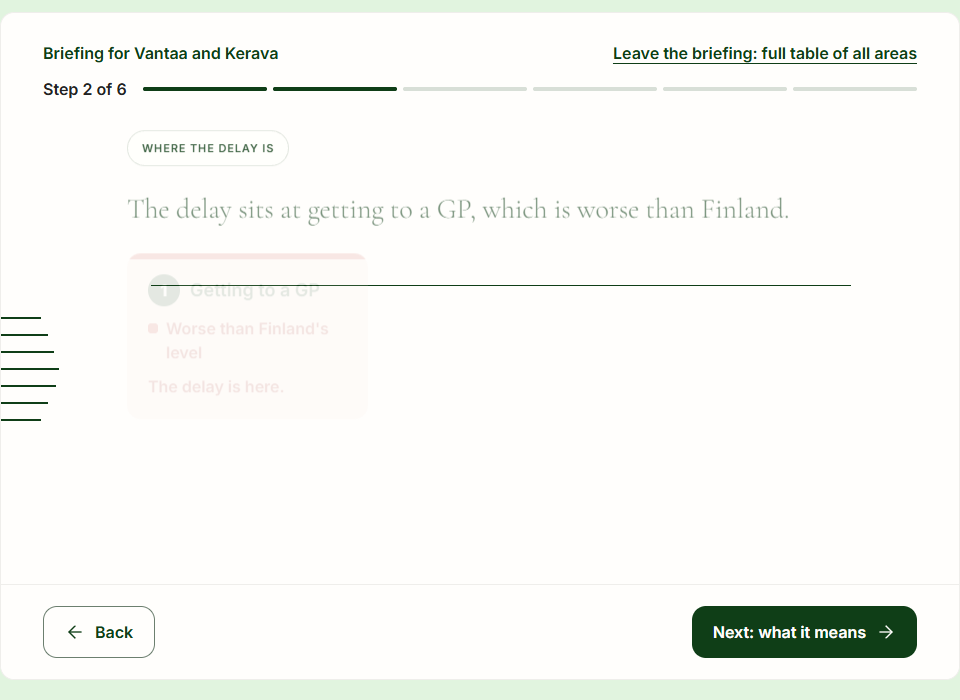 Briefing for Vantaa and Kerava
Leave the briefing: full table of all areas
Step 2 of 6
WHERE THE DELAY IS
The delay sits at getting to a GP, which is worse than Finland.
1 Getting to a GP
Worse than Finland's
level
The delay is here.
Back
Next: what it means